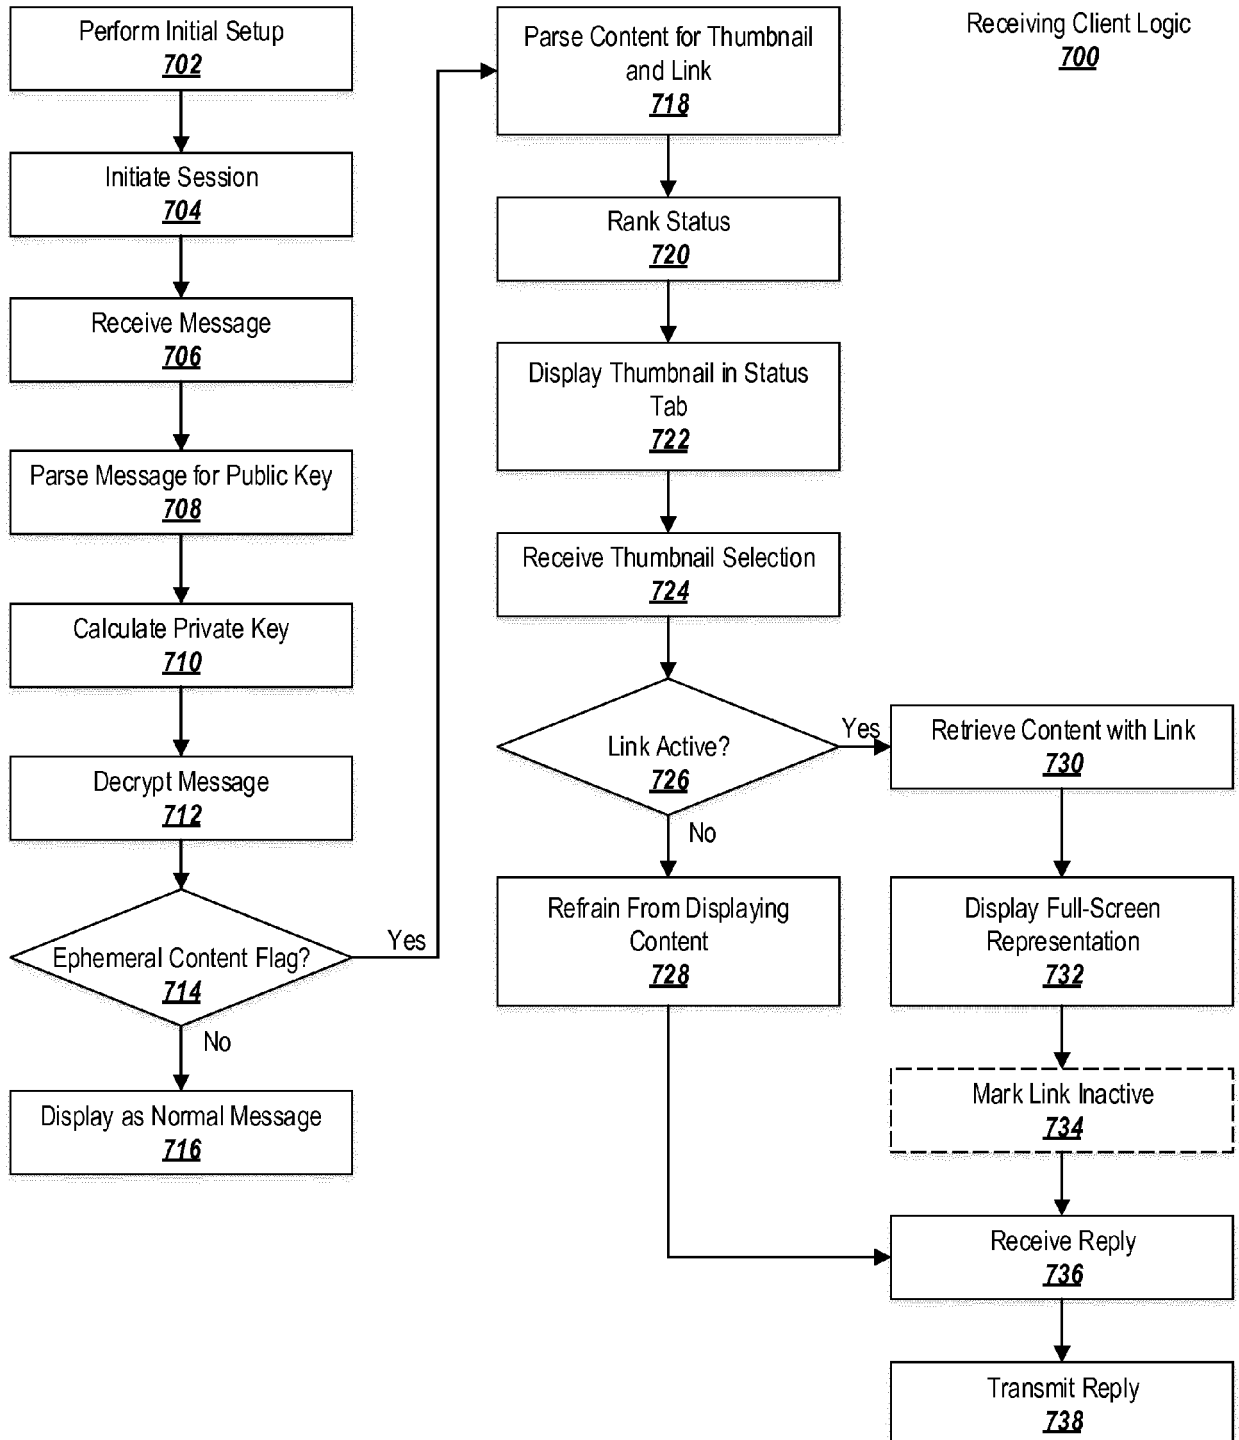 Perform Initial Setup
702
Initiate Session
704
Receive Message
706
Parse Message for Public Key
708
Calculate Private Key
710
Decrypt Message
712
Ephemeral Content Flag?
714
Yes
No
Display as Normal Message
716
Parse Content for Thumbnail
and Link
718
Rank Status
720
Display Thumbnail in Status
Tab
722
Receive Thumbnail Selection
724
Link Active?
726
Yes
No
Refrain From Displaying
Content
728
Receiving Client Logic
700
Retrieve Content with Link
730
Display Full-Screen
Representation
732
Mark Link Inactive
734
Receive Reply
736
Transmit Reply
738